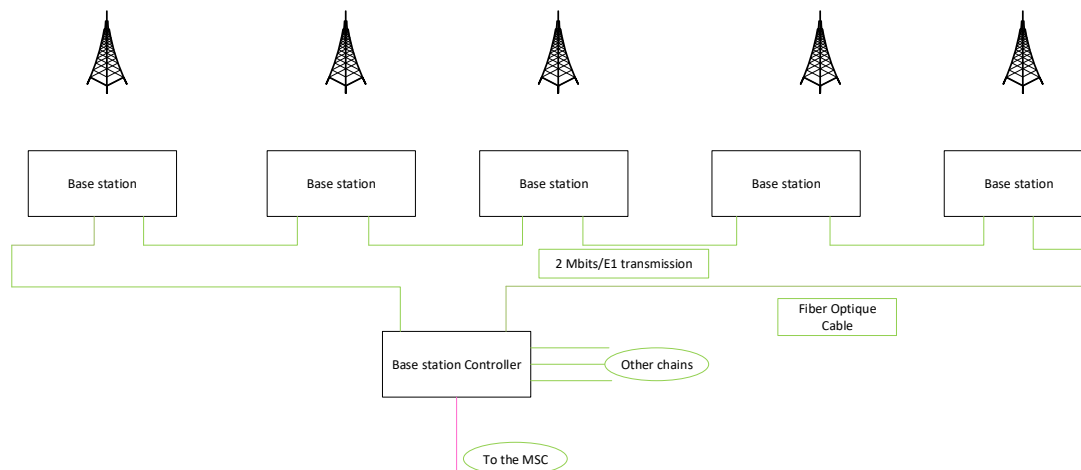 Base station
Base station
Base station
Base station
Base station
2 Mbits/E1 transmission
Fiber Optique
Cable
Base station Controller
Other chains
To the MSC